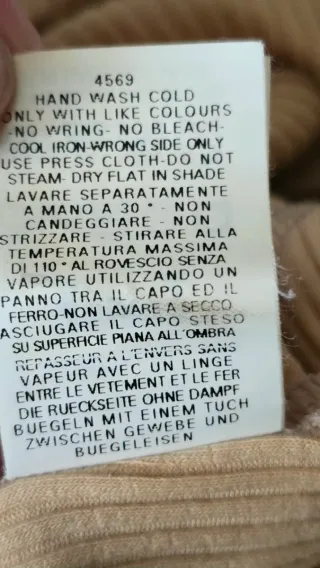 4569
HAND WASH COLD
ONLY WITH LIKE COLOURS
-NO WRING- NO BLEACH-
COOL IRON-WRONG SIDE ONLY
USE PRESS CLOTH-DO NOT
STEAM- DRY FLAT IN SHADE
LAVARE SEPARATAMENTE
A MANO A 30 ° - NON
CANDEGGIARE - NON
STRIZZARE - STIRARE ALLA
TEMPERATURA MASSIMA
DI 110 ° AL ROVESCIO SENZA
VAPORE UTILIZZANDO UN
PANNO TRA IL CAPO ED IL
FERRO-NON LAVARE A SECCO
ASCIUGARE IL CAPO STESO
SU SUPERFICIE PIANA ALL'OMBRA
REPASSEUR A L'ENVERS SANS
VAPEUR AVEC UN LINGE
ENTRE LE VETEMENT ET LE FER
DIE RUECKSEITE OHNE DAMPF
BUEGELN MIT EINEM TUCH
ZWISCHEN GEWEBE UND
BUEGELEISEN